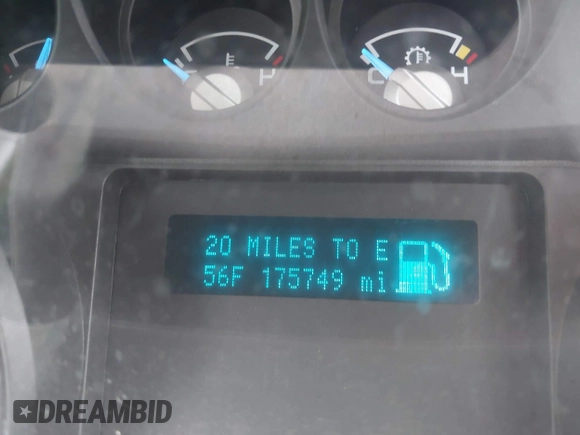 H
C H
20 MILES TO E
56F 175749 mi
DREAMBID